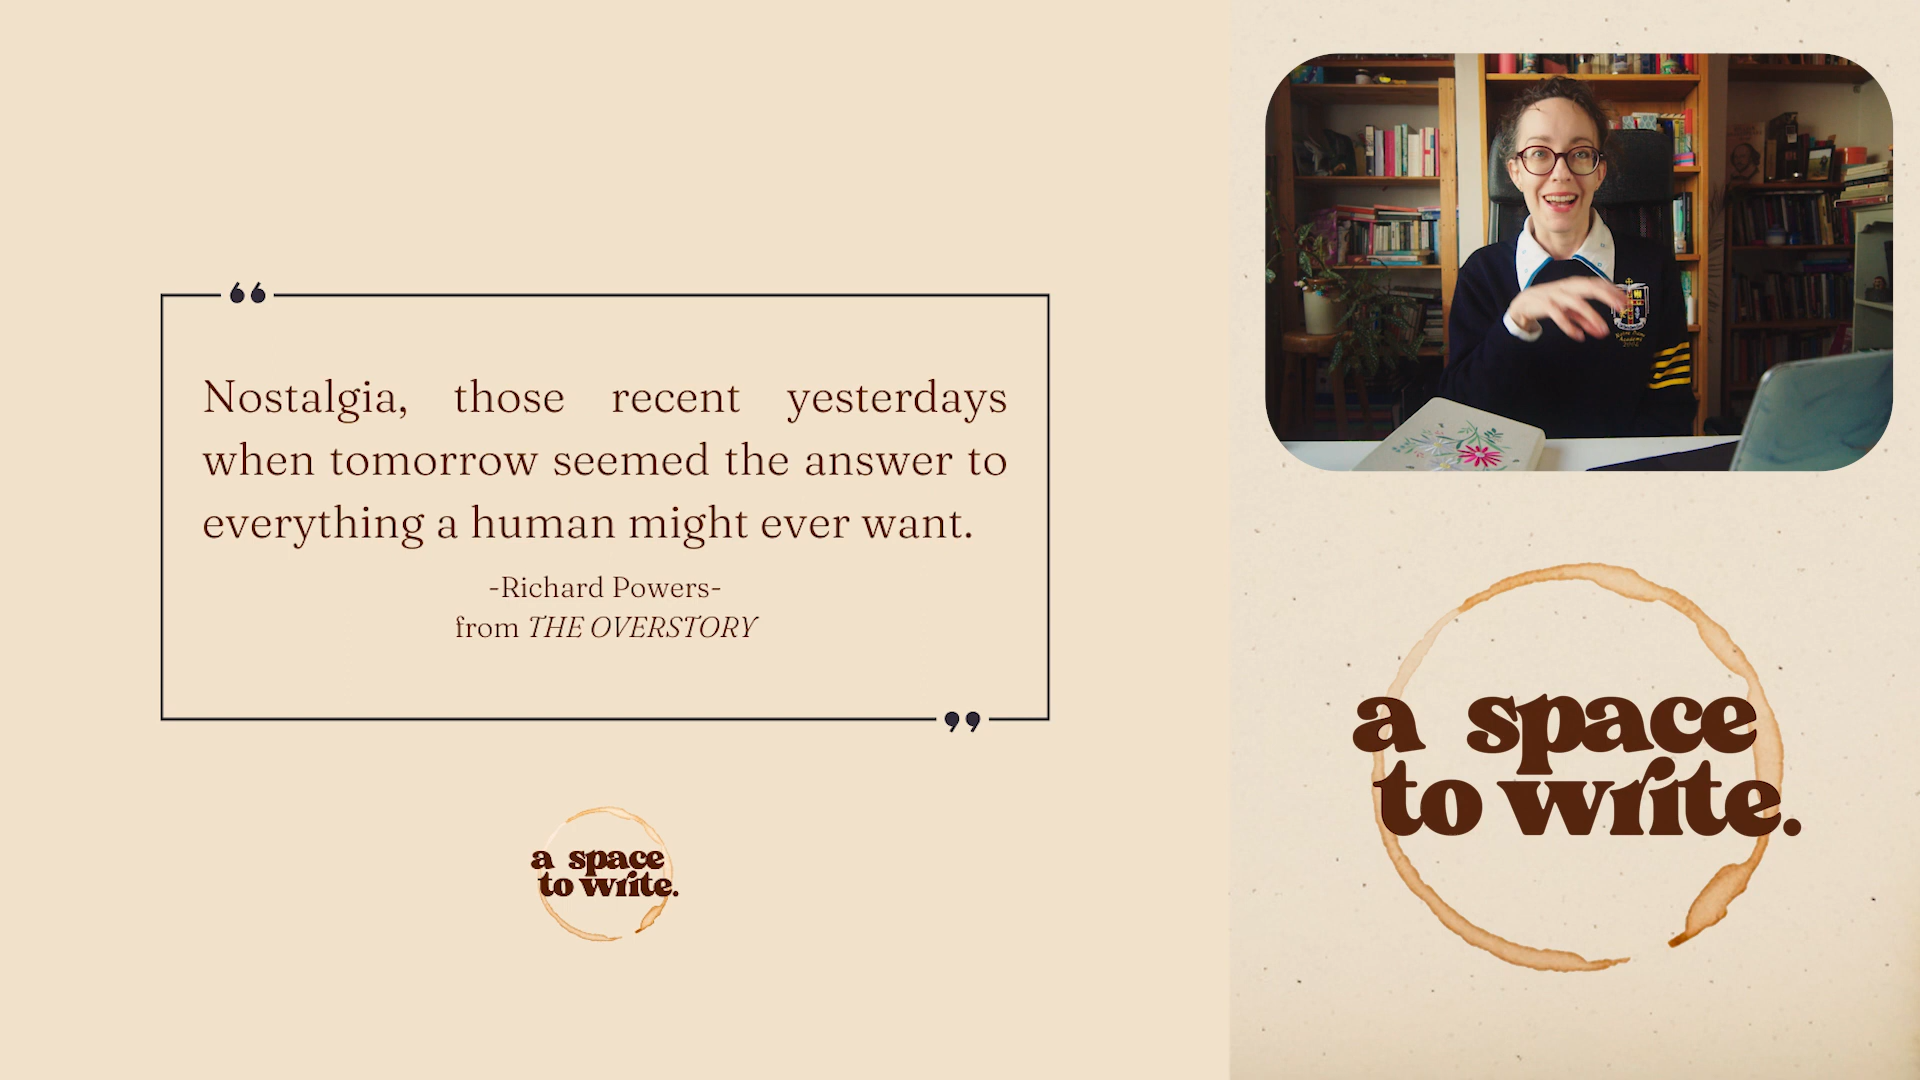 Nostalgia, those recent yesterdays
when tomorrow seemed the answer to
everything a human might ever want.
-Richard Powers-
from THE OVERSTORY
a space
to write.
a space
to write.